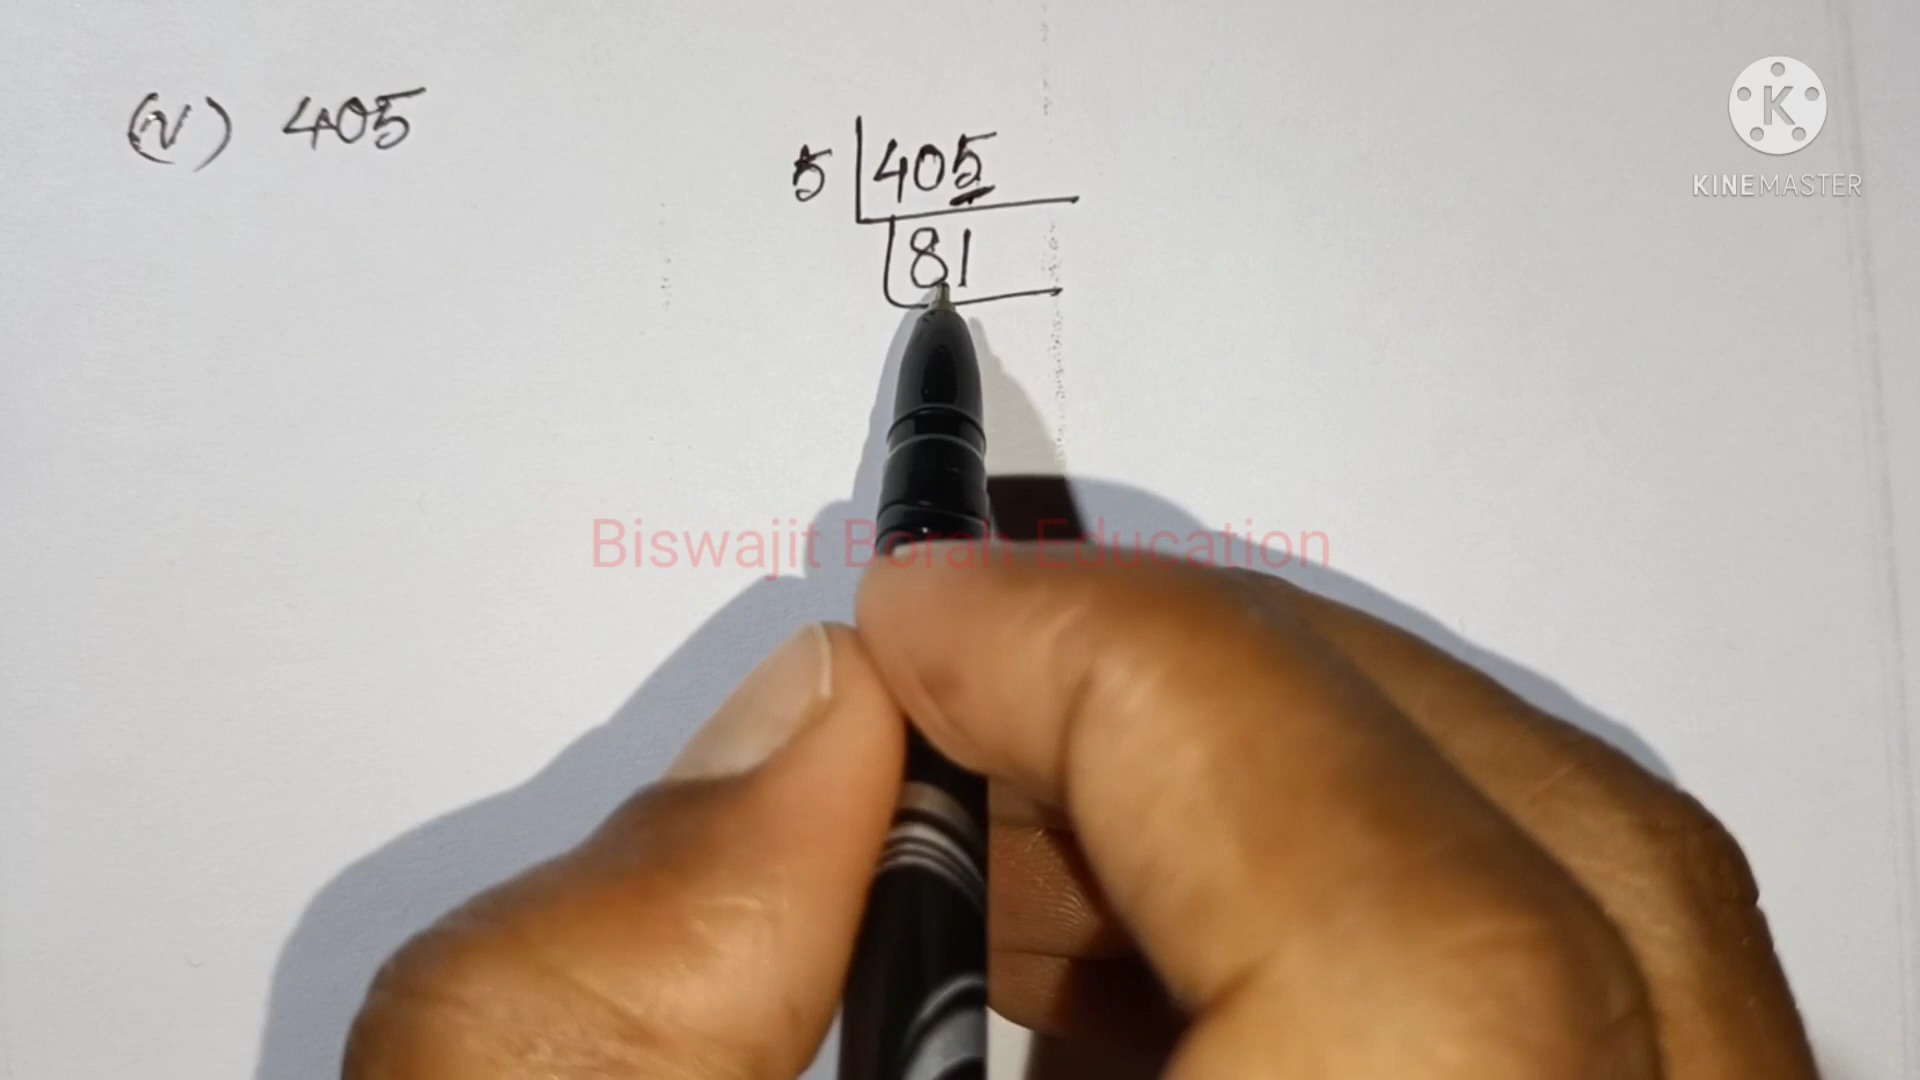 (v) 405
5 405
81
KINEMASTER
Biswajit Borah Education